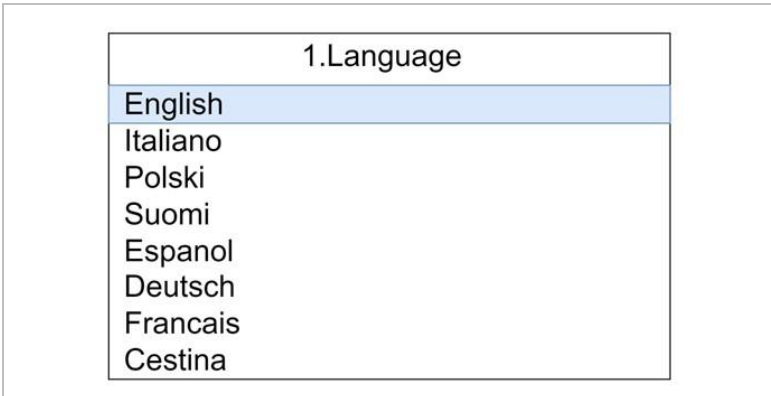 1.Language
English
Italiano
Polski
Suomi
Espanol
Deutsch
Francais
Cestina